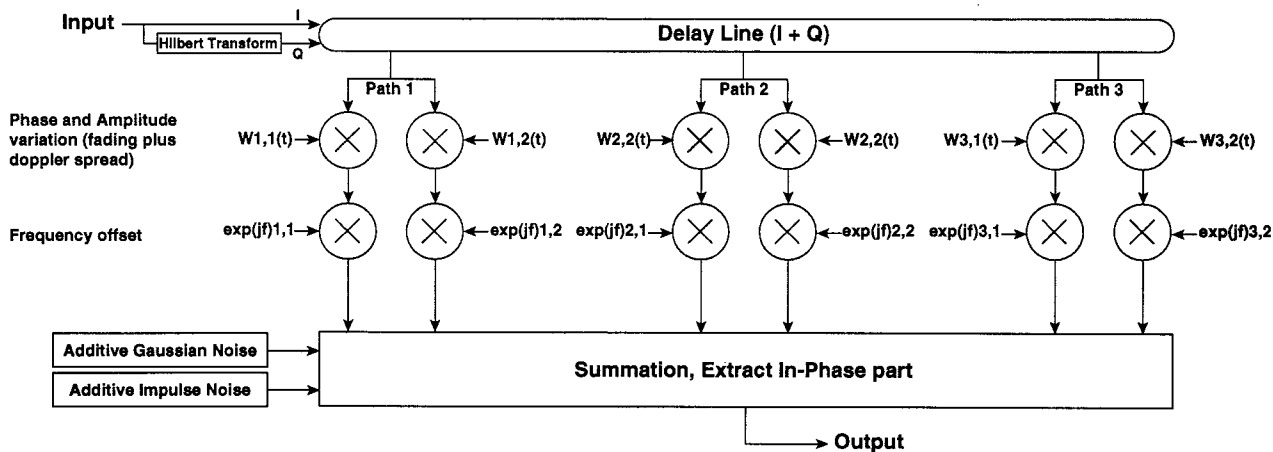 Input
I
Hilbert Transform
Q
Delay Line (I + Q)
Path 1
Path 2
Path 3
Phase and Amplitude
variation (fading plus
doppler spread)
W1,1(t)
W1,2(t)
W2,2(t)
W2,2(t)
W3,1(t)
W3,2(t)
Frequency offset
exp(jf)1,1
exp(jf)1,2
exp(jf)2,1
exp(jf)2,2
exp(jf)3,1
exp(jf)3,2
Additive Gaussian Noise
Additive Impulse Noise
Summation, Extract In-Phase part
Output